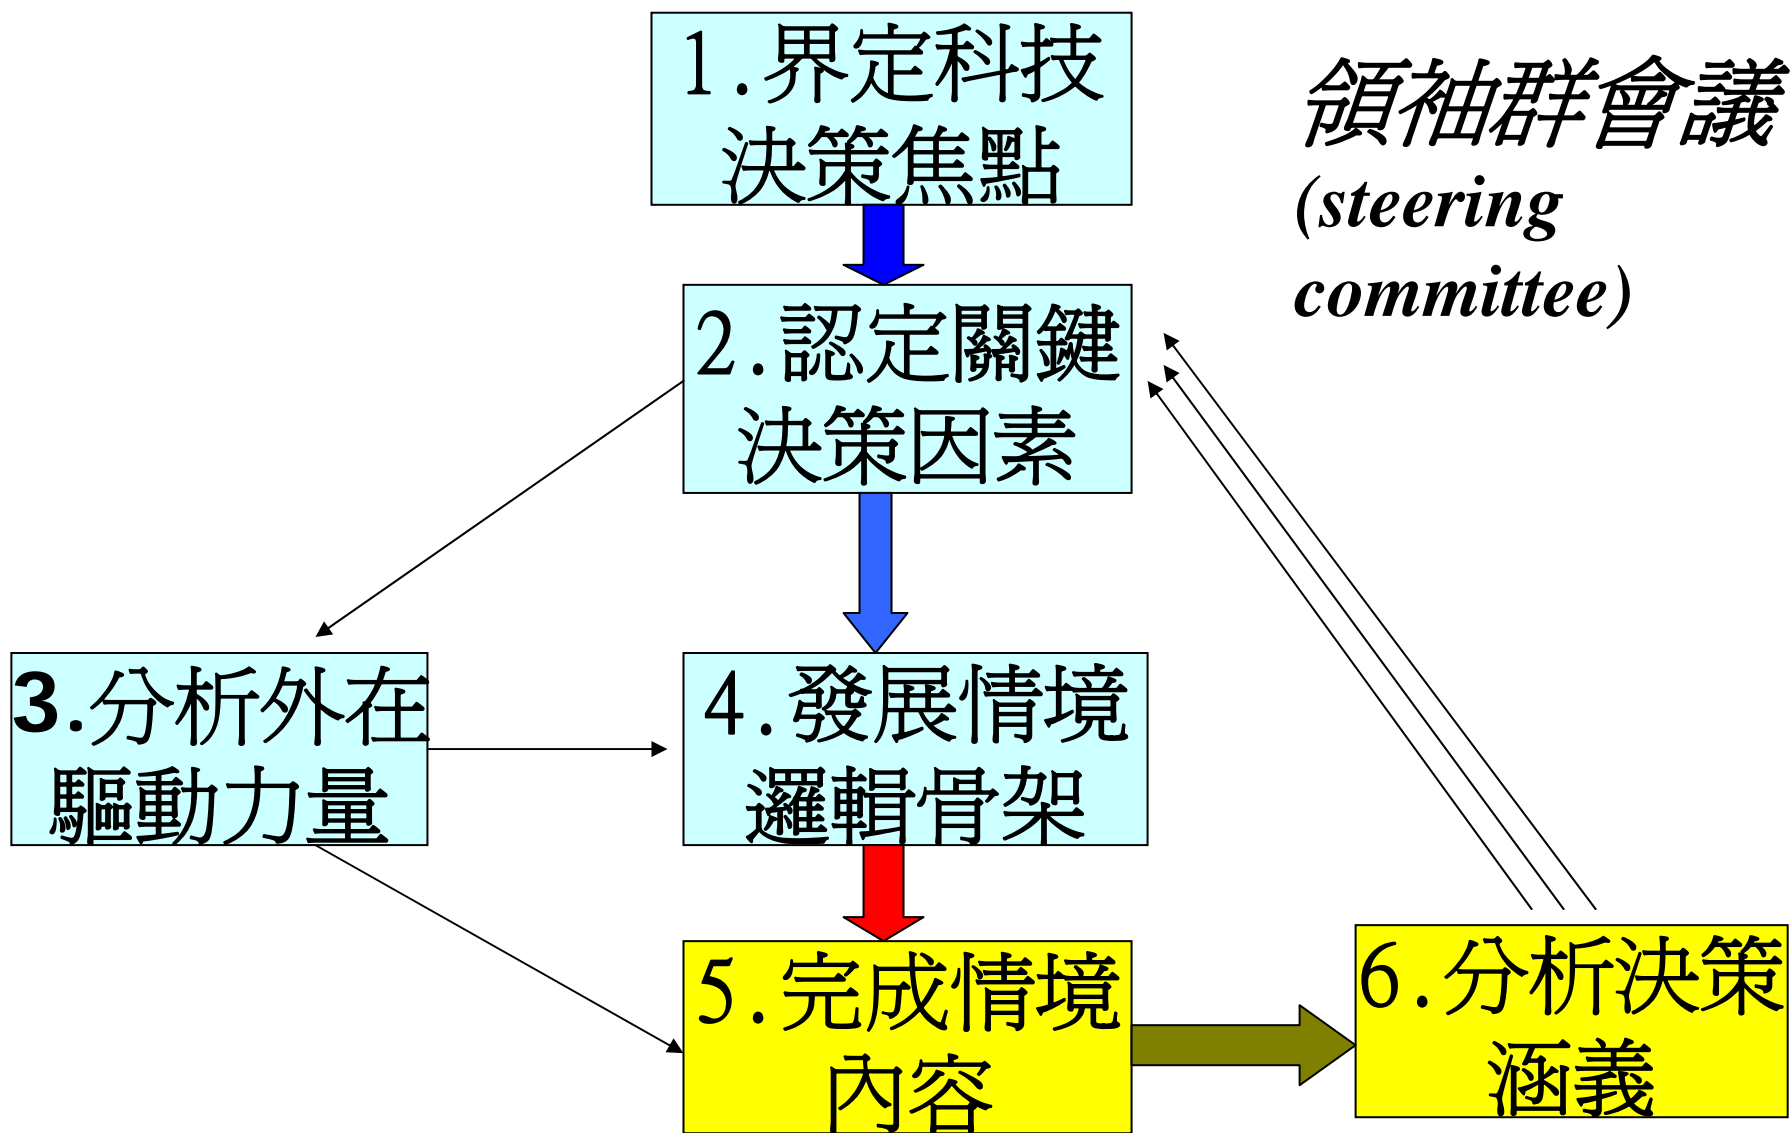 1.界定科技
決策焦點
領袖群會議
(steering
committee)
2.認定關鍵
決策因素
3.分析外在
驅動力量
4.發展情境
邏輯骨架
5.完成情境
內容
6.分析決策
涵義